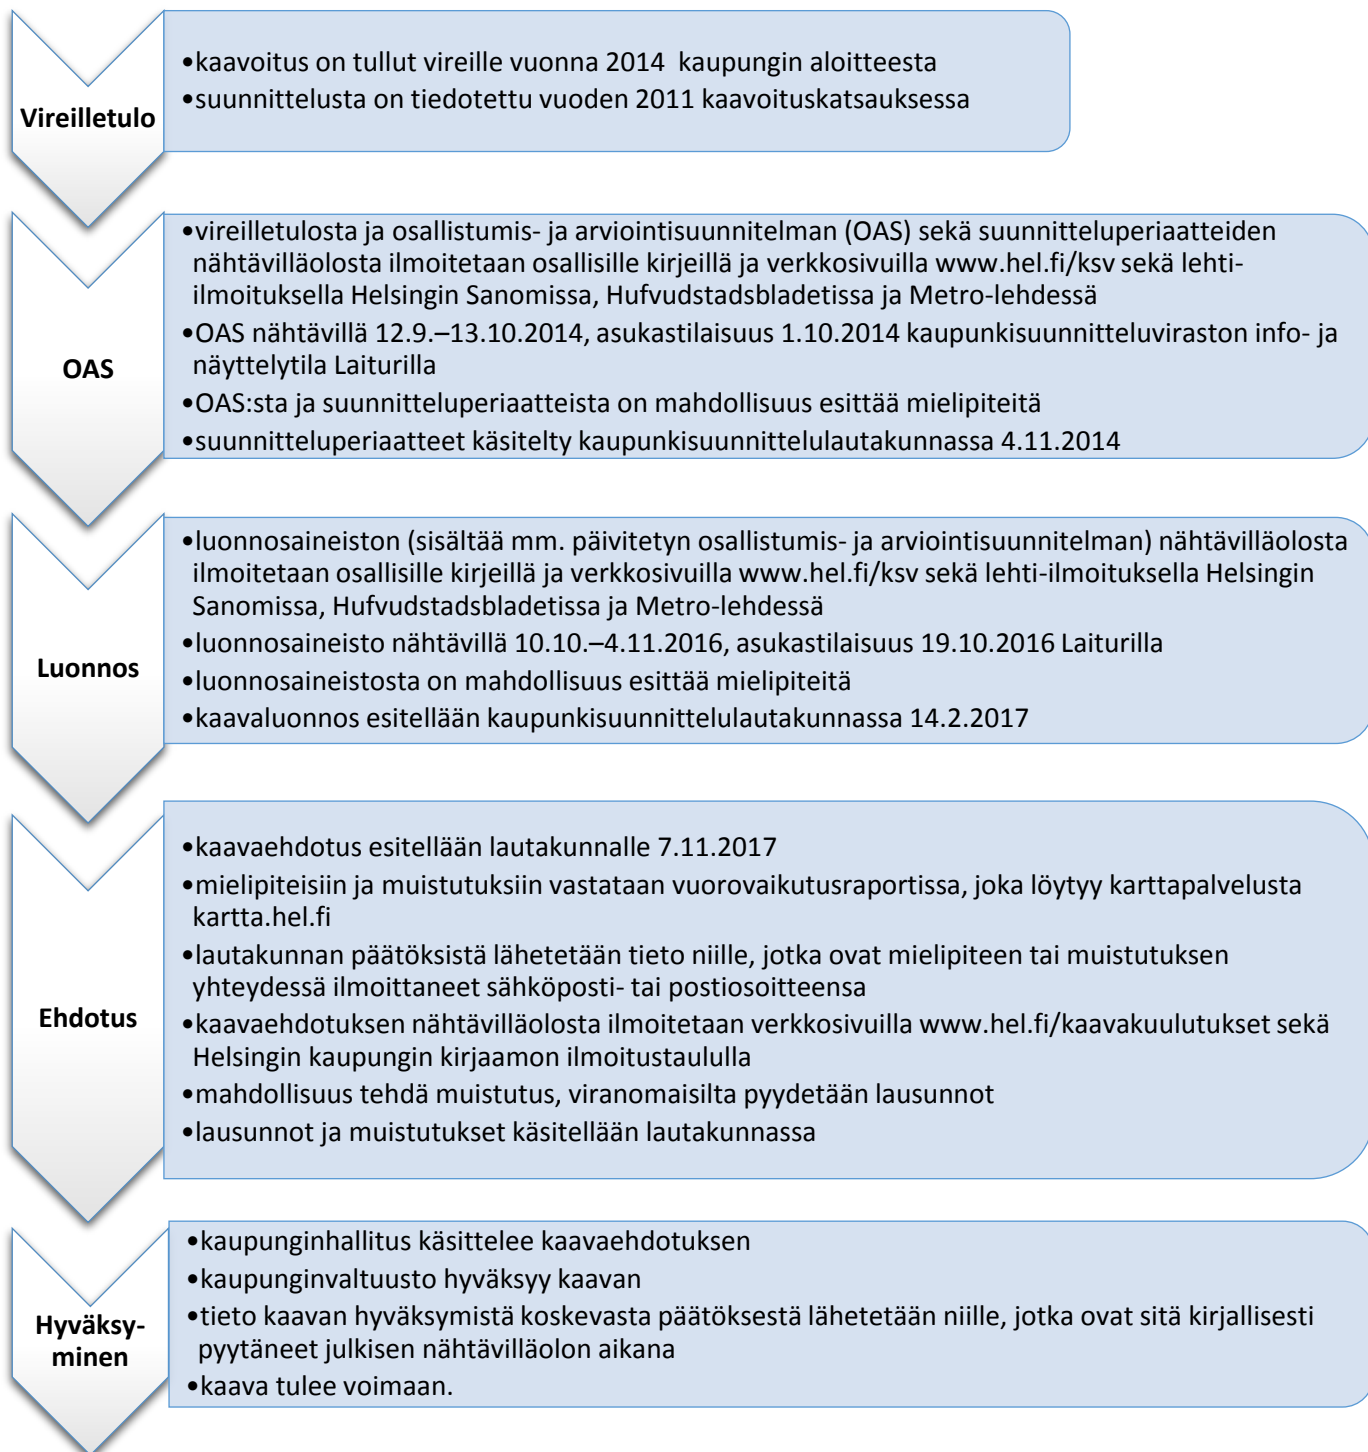 Vireilletulo
•kaavoitus on tullut vireille vuonna 2014 kaupungin aloitteesta
•suunnittelusta on tiedotettu vuoden 2011 kaavoituskatsauksessa
OAS
•vireilletulosta ja osallistumis- ja arviointisuunnitelman (OAS) sekä suunnitteluperiaatteiden
nähtävilläolosta ilmoitetaan osallisille kirjeillä ja verkkosivuilla www.hel.fi/ksv sekä lehti-
ilmoituksella Helsingin Sanomissa, Hufvudstadsbladetissa ja Metro-lehdessä
•OAS nähtävillä 12.9.–13.10.2014, asukastilaisuus 1.10.2014 kaupunkisuunnitteluviraston info- ja
näyttelytila Laiturilla
•OAS:sta ja suunnitteluperiaatteista on mahdollisuus esittää mielipiteitä
•suunnitteluperiaatteet käsitelty kaupunkisuunnittelulautakunnassa 4.11.2014
Luonnos
•luonnosaineiston (sisältää mm. päivitetyn osallistumis- ja arviointisuunnitelman) nähtävilläolosta
ilmoitetaan osallisille kirjeillä ja verkkosivuilla www.hel.fi/ksv sekä lehti-ilmoituksella Helsingin
Sanomissa, Hufvudstadsbladetissa ja Metro-lehdessä
•luonnosaineisto nähtävillä 10.10.–4.11.2016, asukastilaisuus 19.10.2016 Laiturilla
•luonnosaineistosta on mahdollisuus esittää mielipiteitä
•kaavaluonnos esitellään kaupunkisuunnittelulautakunnassa 14.2.2017
Ehdotus
•kaavaehdotus esitellään lautakunnalle 7.11.2017
•mielipiteisiin ja muistutuksiin vastataan vuorovaikutusraportissa, joka löytyy karttapalvelusta
kartta.hel.fi
•lautakunnan päätöksistä lähetetään tieto niille, jotka ovat mielipiteen tai muistutuksen
yhteydessä ilmoittaneet sähköposti- tai postiosoitteensa
•kaavaehdotuksen nähtävilläolosta ilmoitetaan verkkosivuilla www.hel.fi/kaavakuulutukset sekä
Helsingin kaupungin kirjaamon ilmoitustaululla
•mahdollisuus tehdä muistutus, viranomaisilta pyydetään lausunnot
•lausunnot ja muistutukset käsitellään lautakunnassa
Hyväksy-
minen
•kaupunginhallitus käsittelee kaavaehdotuksen
•kaupunginvaltuusto hyväksyy kaavan
•tieto kaavan hyväksymistä koskevasta päätöksestä lähetetään niille, jotka ovat sitä kirjallisesti
pyytäneet julkisen nähtävilläolon aikana
•kaava tulee voimaan.